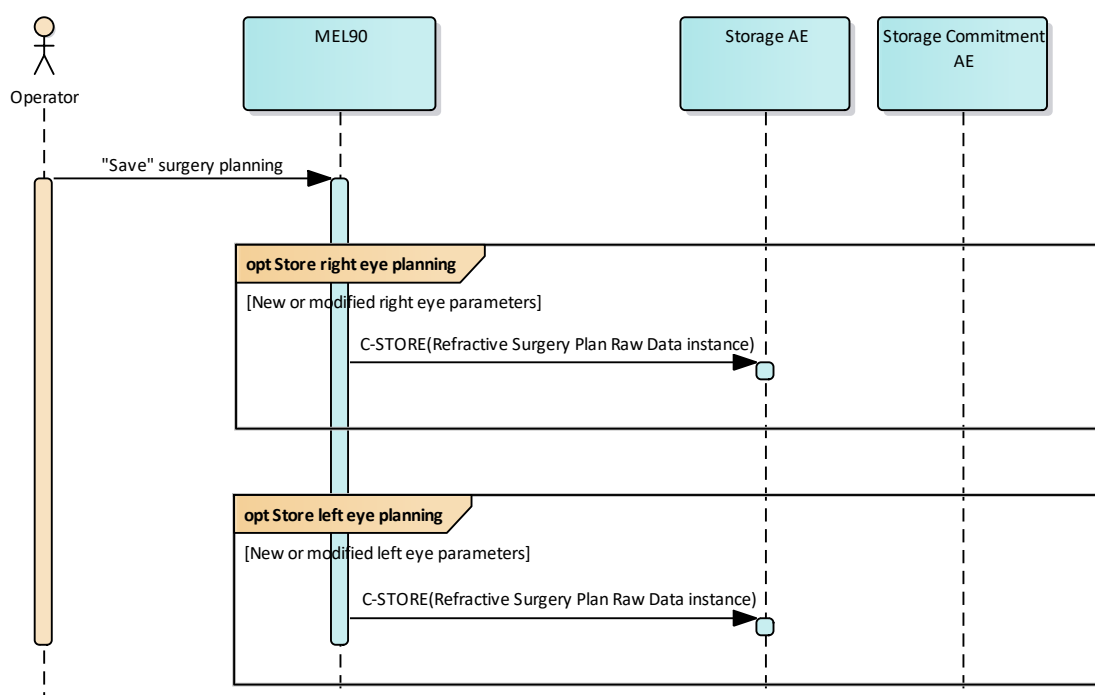 MEL90
Storage AE
Storage Commitment
AE
Operator
"Save" surgery planning
opt Store right eye planning
[New or modified right eye parameters]
C-STORE(Refractive Surgery Plan Raw Data instance)
opt Store left eye planning
[New or modified left eye parameters]
C-STORE(Refractive Surgery Plan Raw Data instance)